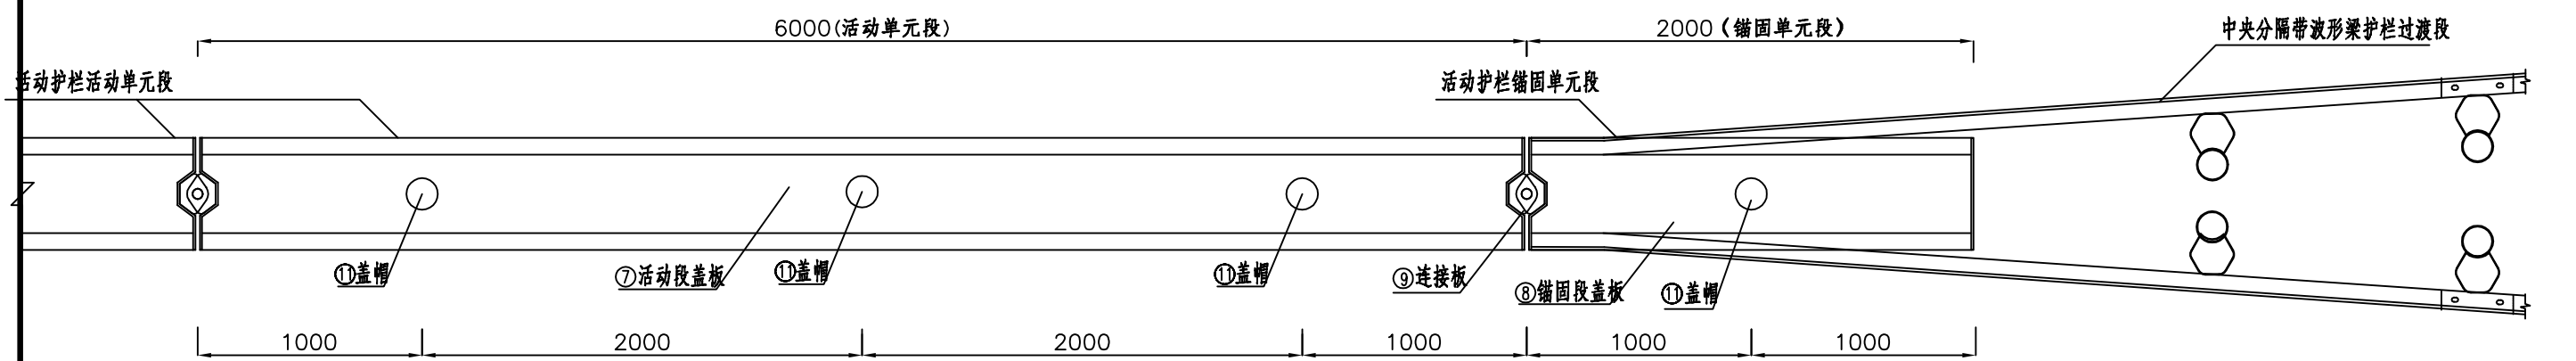 6000(活动单元段)
2000(锚固单元段)
中央分隔带波形梁护栏过渡段
活动护栏活动单元段
活动护栏锚固单元段
⑪盖帽
⑦活动段盖板
⑪盖帽
⑪盖帽
⑨连接板
⑧锚固段盖板
⑪盖帽
1000
2000
2000
1000
1000
1000